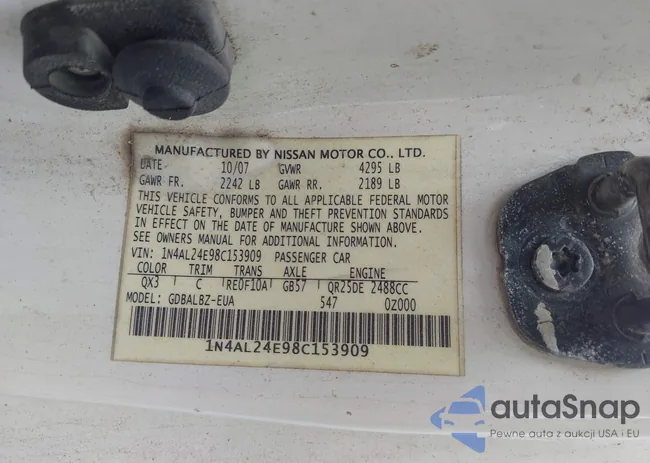 MANUFACTURED BY NISSAN MOTOR CO., LTD.
DATE 10/07 GVWR 4295 LB
GAWR FR. 2242 LB GAWR RR. 2189 LB
THIS VEHICLE CONFORMS TO ALL APPLICABLE FEDERAL MOTOR
VEHICLE SAFETY, BUMPER AND THEFT PREVENTION STANDARDS
IN EFFECT ON THE DATE OF MANUFACTURE SHOWN ABOVE.
SEE OWNERS MANUAL FOR ADDITIONAL INFORMATION.
VIN: 1N4AL24E98C153909 PASSENGER CAR
COLOR TRIM TRANS AXLE ENGINE
QX3 C RE0F10A GB57 QR25DE 2488CC
MODEL: GDBALBZ-EUA 547 0Z000
1N4AL24E98C153909
autaSnap
Pewne auta z aukcji USA i EU